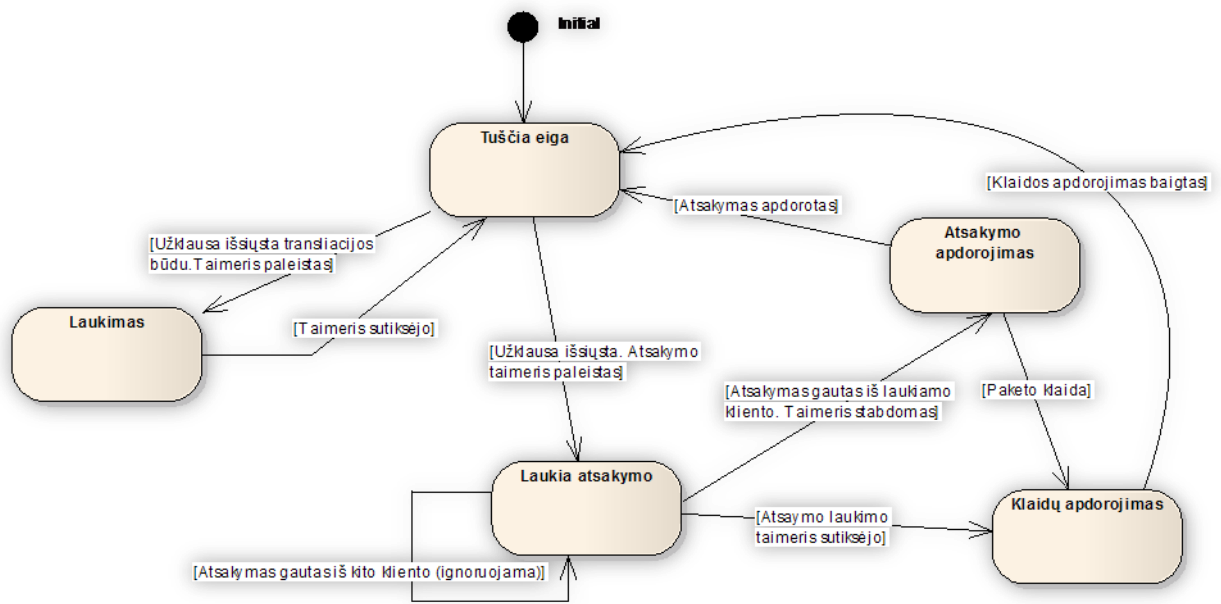 Initial
Tuščia eiga
[Klaidos apdorojimas baigtas]
[Atsakymas apdorotas]
Atsakymo
apdorojimas
[Užklausa išsiųsta transliacijos
būdu.Taimeris paleistas]
Laukimas
[Taimeris sutiksėjo]
[Užklausa išsiųsta. Atsakymo
taimeris paleistas]
[Atsakymas gautas iš laukiamo
kliento. Taimeris stabdomas]
[Paketo klaida]
Laukia atsakymo
Klaidų apdorojimas
[Atsaymo laukimo
taimeris sutiksėjo]
[Atsakymas gautas iš kito kliento (ignoruojama)]